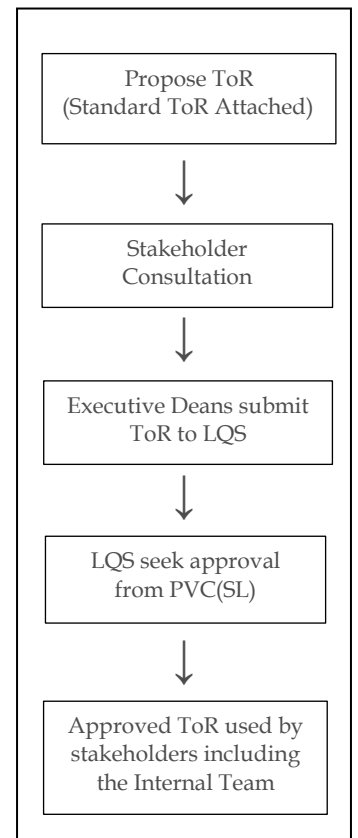 Propose ToR
(Standard ToR Attached)
Stakeholder
Consultation
Executive Deans submit
ToR to LQS
LQS seek approval
from PVC(SL)
Approved ToR used by
stakeholders including
the Internal Team